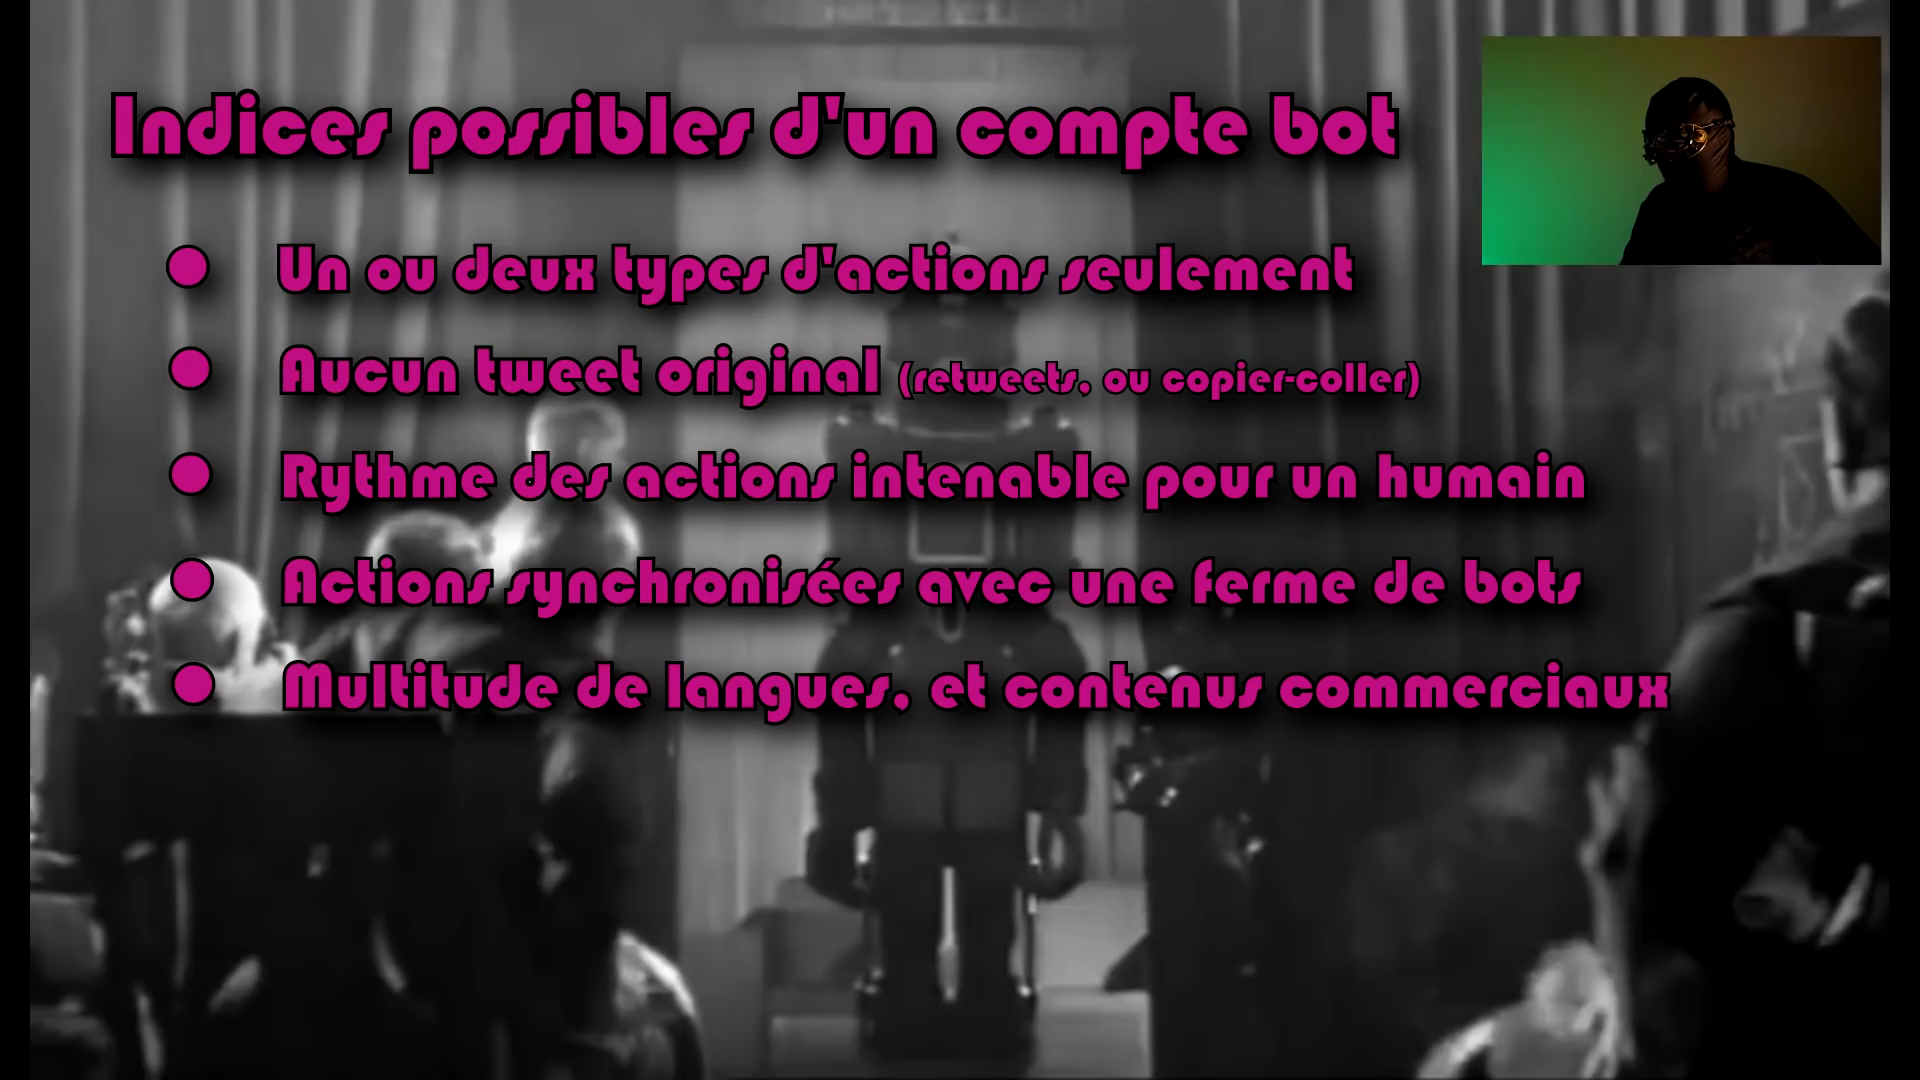 Indices possibles d'un compte bot
Un ou deux types d'actions seulement
Aucun tweet original (retweets, ou copier-coller)
Rythme des actions intenable pour un humain
Actions synchronisées avec une ferme de bots
Multitude de langues, et contenus commerciaux